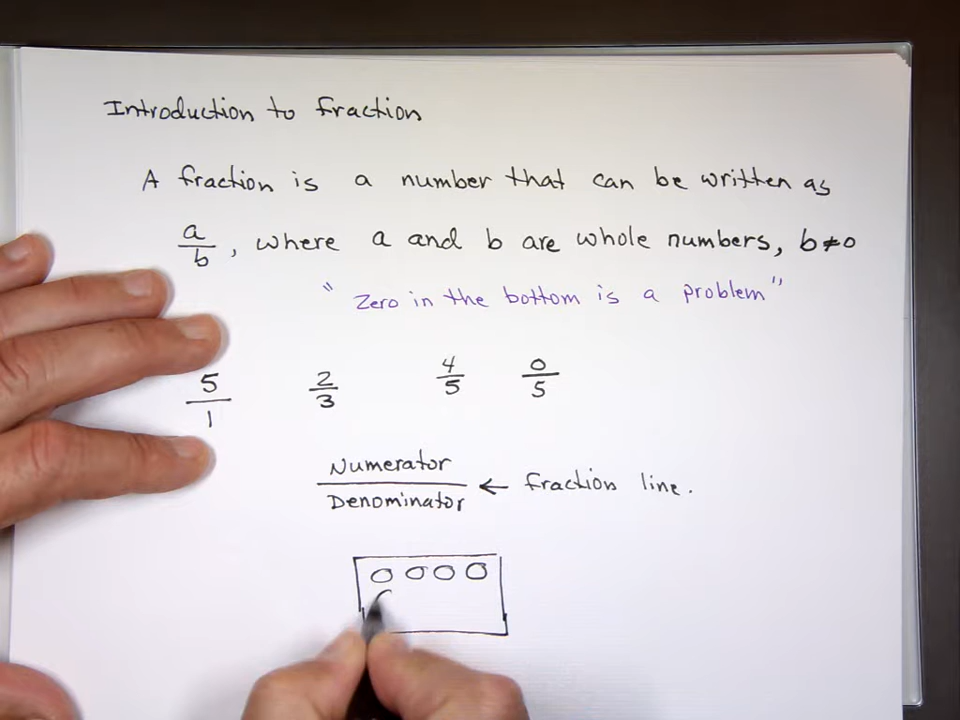 Introduction to fraction
A fraction is a number that can be written as
a/b, where a and b are whole numbers, b≠0
" Zero in the bottom is a problem"
5/1 2/3 4/5 0/5
Numerator
Denominator ← fraction line.